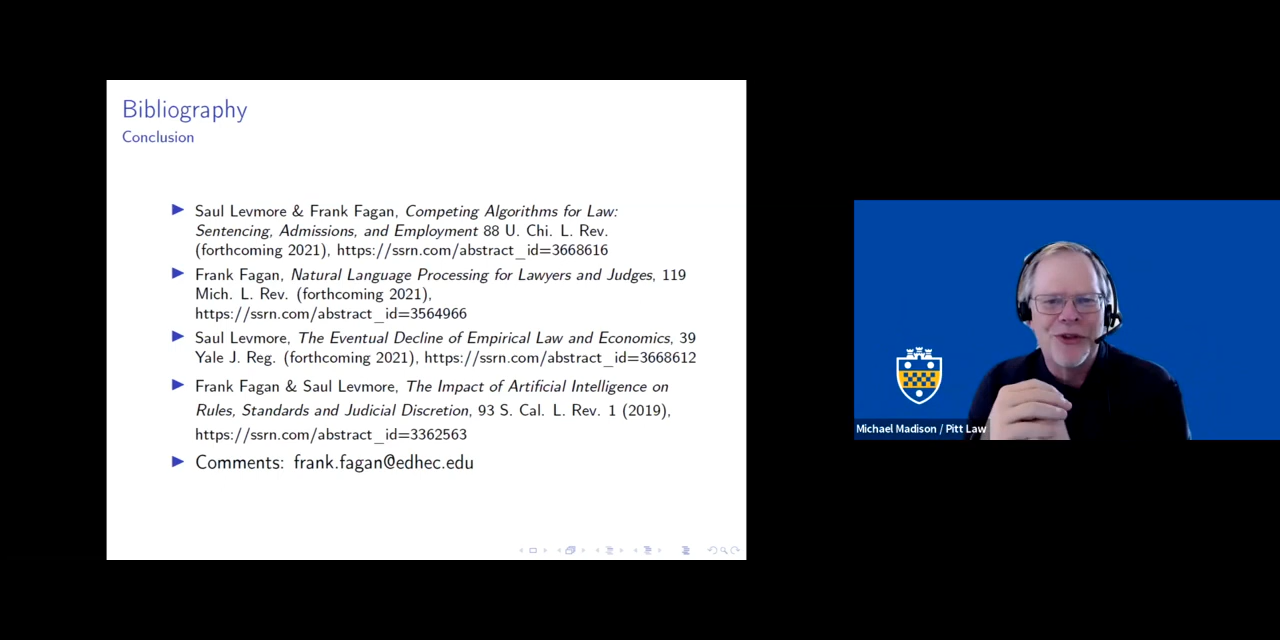 Bibliography
Conclusion
Saul Levmore & Frank Fagan, Competing Algorithms for Law:
Sentencing, Admissions, and Employment 88 U. Chi. L. Rev.
(forthcoming 2021), https://ssrn.com/abstract_id=3668616
Frank Fagan, Natural Language Processing for Lawyers and Judges, 119
Mich. L. Rev. (forthcoming 2021),
https://ssrn.com/abstract_id=3564966
Saul Levmore, The Eventual Decline of Empirical Law and Economics, 39
Yale J. Reg. (forthcoming 2021), https://ssrn.com/abstract_id=3668612
Frank Fagan & Saul Levmore, The Impact of Artificial Intelligence on
Rules, Standards and Judicial Discretion, 93 S. Cal. L. Rev. 1 (2019),
https://ssrn.com/abstract_id=3362563
Comments: frank.fagan@edhec.edu
Michael Madison / Pitt Law